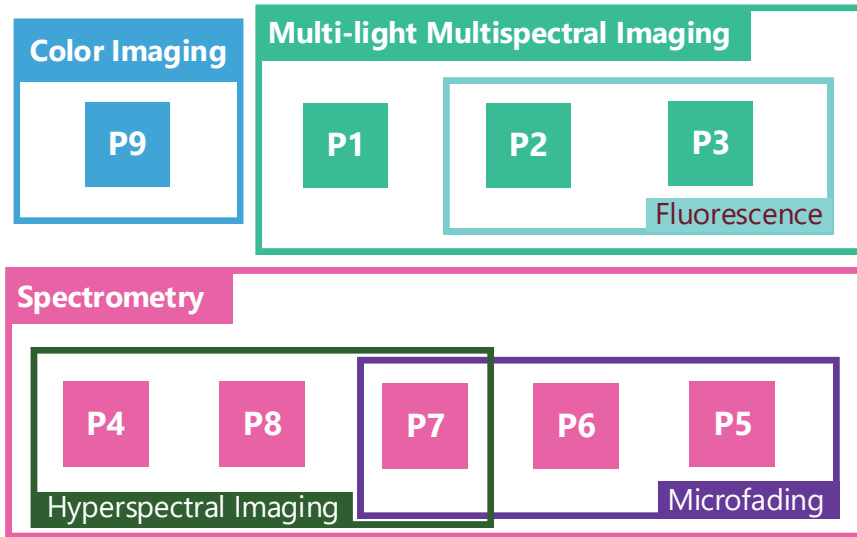 Color Imaging
P9
Multi-light Multispectral Imaging
P1
P2
P3
Fluorescence
Spectrometry
P4
P8
P7
P6
P5
Hyperspectral Imaging
Microfading